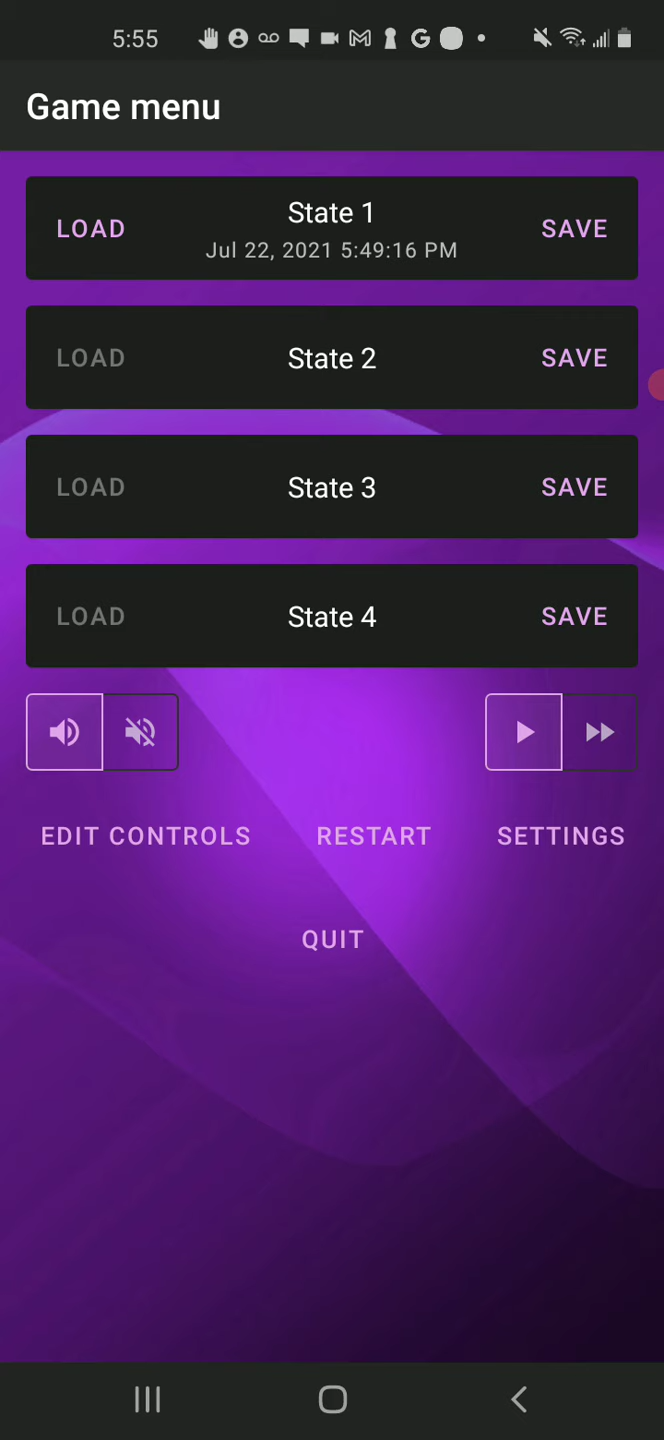 5:55
Game menu
LOAD State 1 SAVE
Jul 22, 2021 5:49:16 PM
LOAD State 2 SAVE
LOAD State 3 SAVE
LOAD State 4 SAVE
EDIT CONTROLS RESTART SETTINGS
QUIT